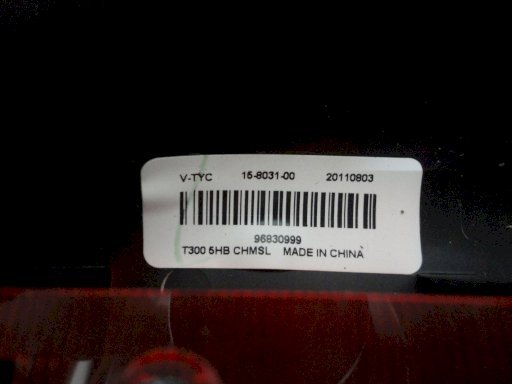 V-TYC 15-8031-00 20110803
96830999
T300 5HB CHMSL MADE IN CHINA